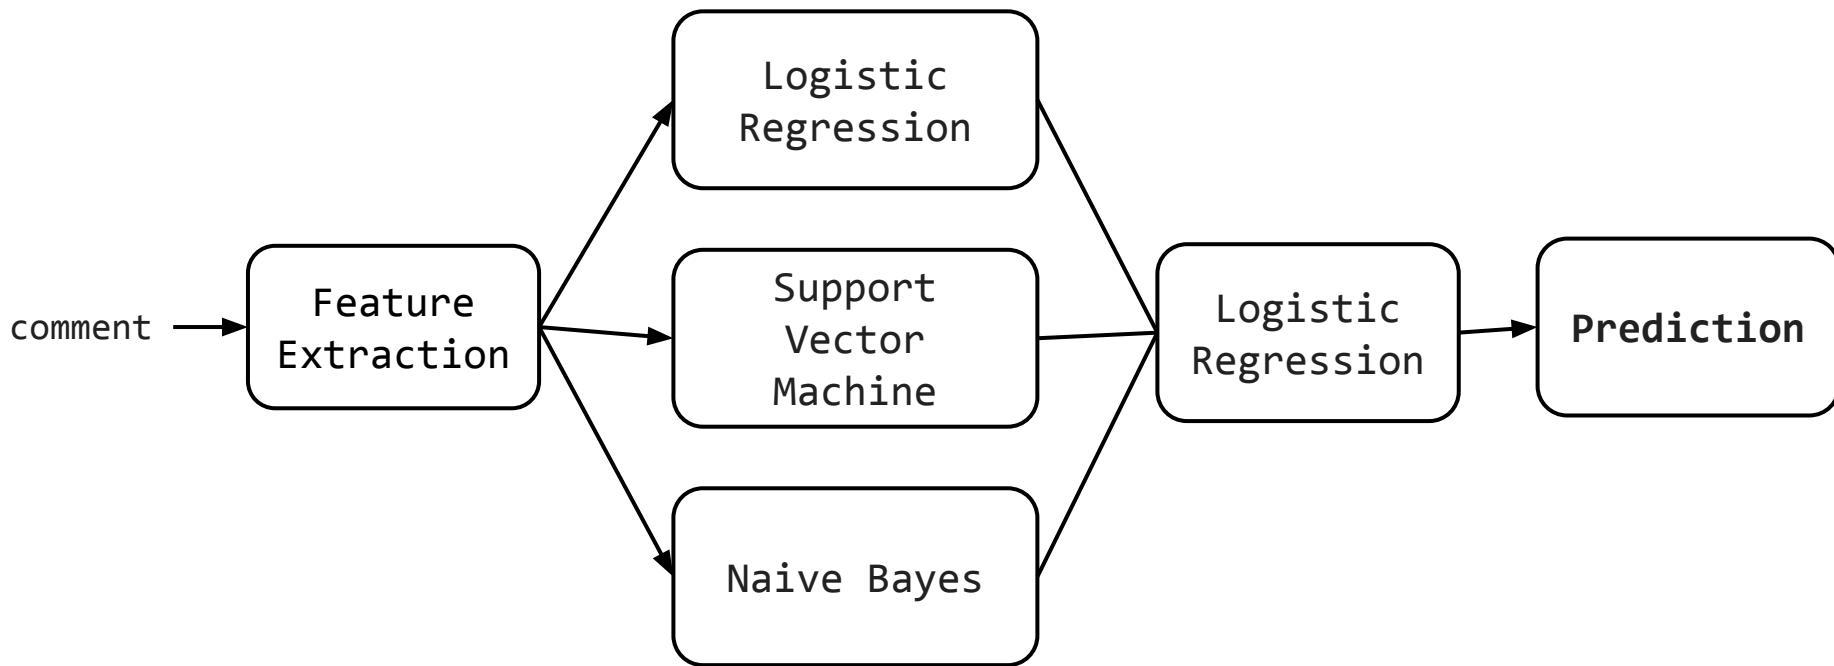 comment
Feature
Extraction
Logistic
Regression
Support
Vector
Machine
Naive Bayes
Logistic
Regression
Prediction